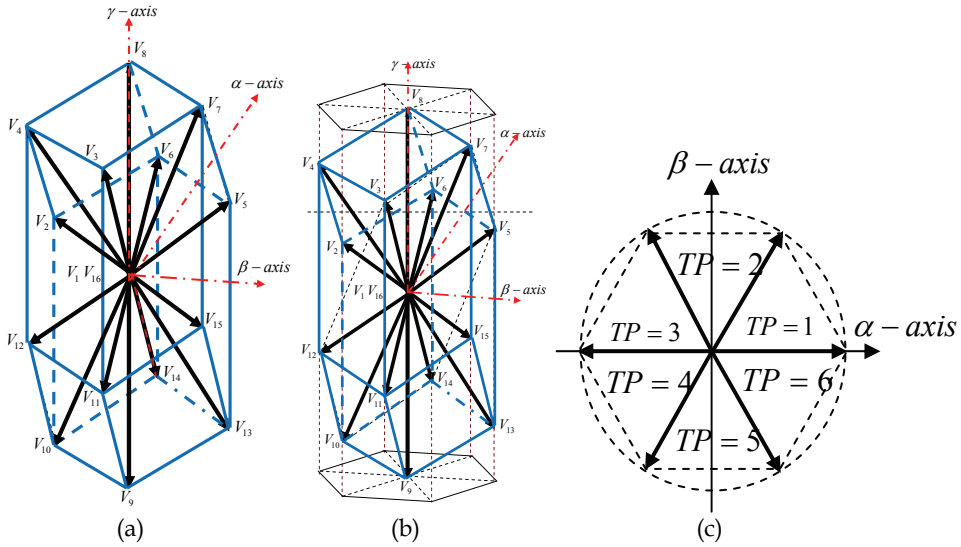 γ – axis
V₈
α – axis
V₇
V₄
V₃
V₆
V₂
V₅
V₁ V₁₆
β – axis
V₁₂
V₁₅
V₁₄
V₁₁
V₁₀
V₁₃
V₉
(a)
γ – axis
V₈
α – axis
V₇
V₄
V₃
V₆
V₂
V₅
V₁ V₁₆
β – axis
V₁₂
V₁₅
V₁₄
V₁₁
V₁₀
V₁₃
V₉
(b)
β – axis
TP = 2
TP = 3
TP = 1
α – axis
TP = 4
TP = 6
TP = 5
(c)